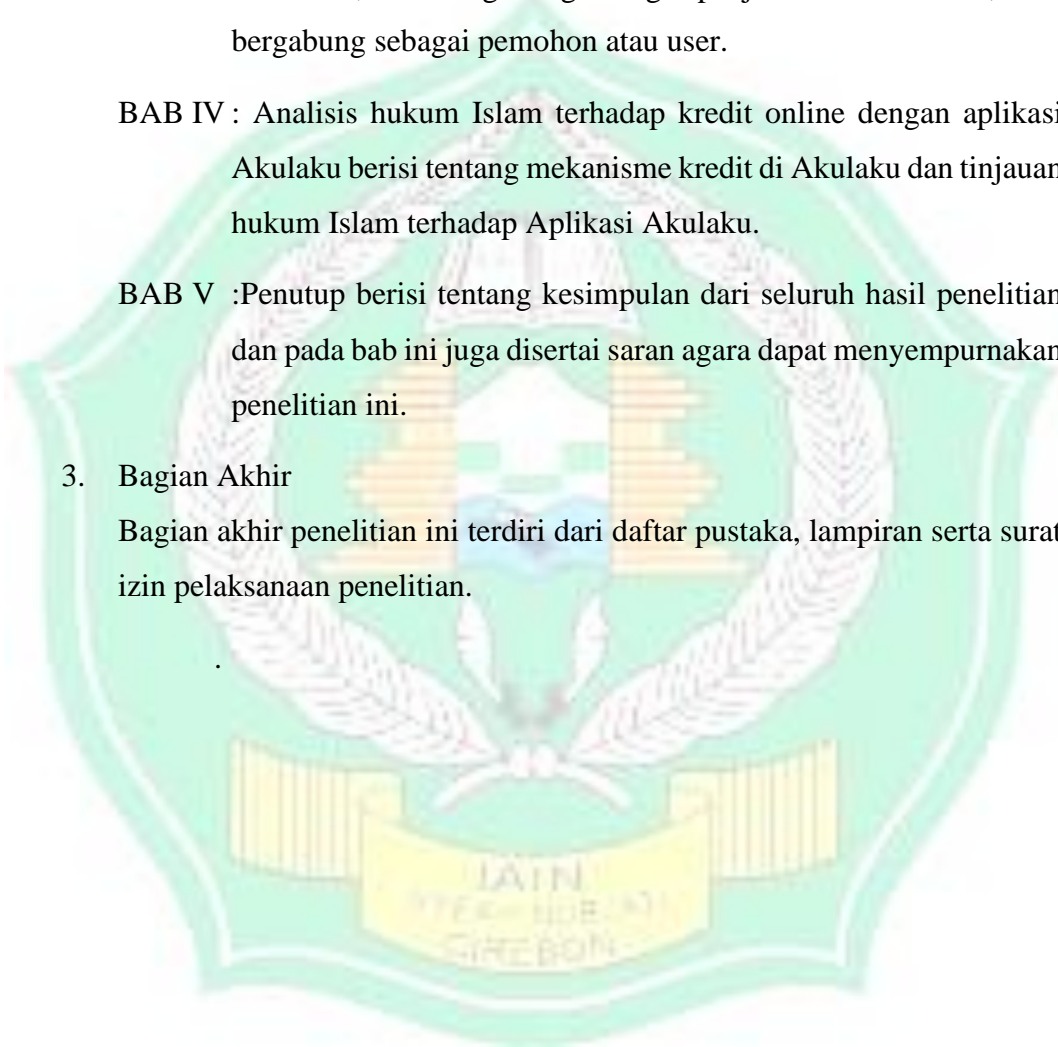 bergabung sebagai pemohon atau user.
BAB IV : Analisis hukum Islam terhadap kredit online dengan aplikasi
Akulaku berisi tentang mekanisme kredit di Akulaku dan tinjauan
hukum Islam terhadap Aplikasi Akulaku.
BAB V :Penutup berisi tentang kesimpulan dari seluruh hasil penelitian
dan pada bab ini juga disertai saran agara dapat menyempurnakan
penelitian ini.
3. Bagian Akhir
Bagian akhir penelitian ini terdiri dari daftar pustaka, lampiran serta surat
izin pelaksanaan penelitian.
.
IAIN
CIREBON